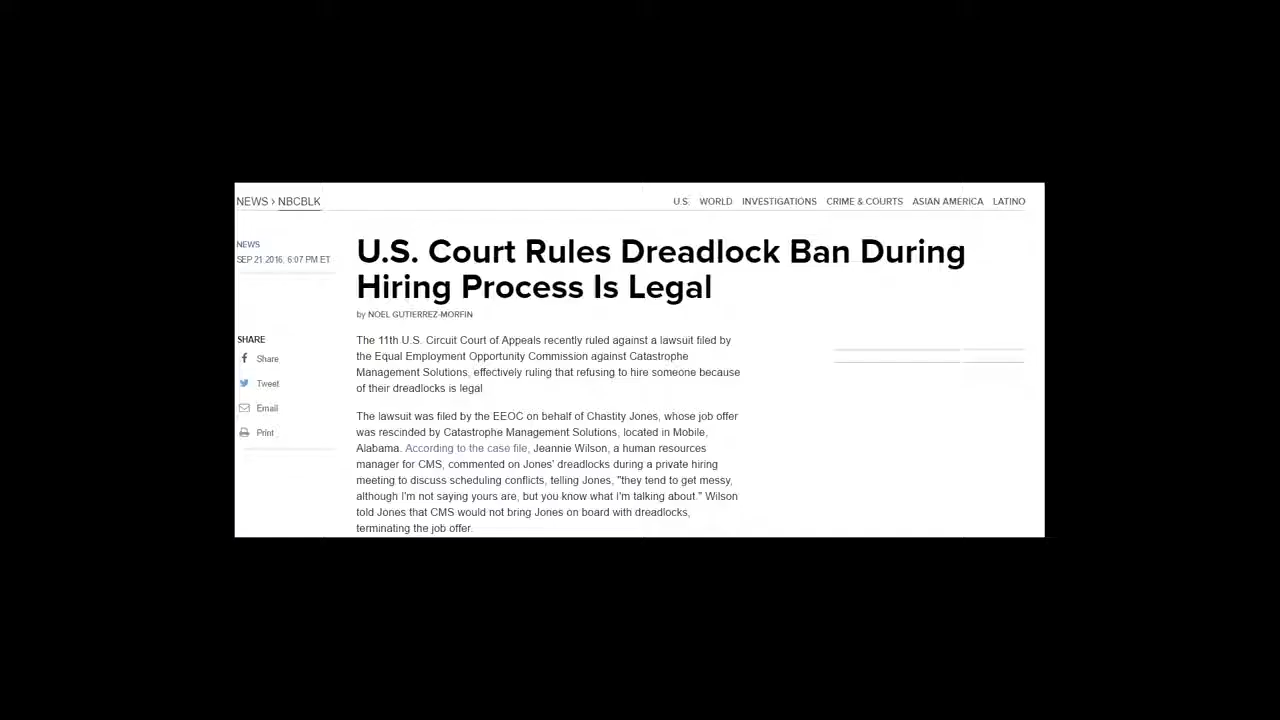 NEWS › NBCBLK
U.S. WORLD INVESTIGATIONS CRIME & COURTS ASIAN AMERICA LATINO
NEWS
SEP 21 2016, 6:07 PM ET
U.S. Court Rules Dreadlock Ban During
Hiring Process Is Legal
by NOEL GUTIERREZ-MORFIN
SHARE
Share
Tweet
Email
Print
The 11th U.S. Circuit Court of Appeals recently ruled against a lawsuit filed by
the Equal Employment Opportunity Commission against Catastrophe
Management Solutions, effectively ruling that refusing to hire someone because
of their dreadlocks is legal
The lawsuit was filed by the EEOC on behalf of Chastity Jones, whose job offer
was rescinded by Catastrophe Management Solutions, located in Mobile,
Alabama. According to the case file, Jeannie Wilson, a human resources
manager for CMS, commented on Jones' dreadlocks during a private hiring
meeting to discuss scheduling conflicts, telling Jones, "they tend to get messy,
although I'm not saying yours are, but you know what I'm talking about." Wilson
told Jones that CMS would not bring Jones on board with dreadlocks,
terminating the job offer.